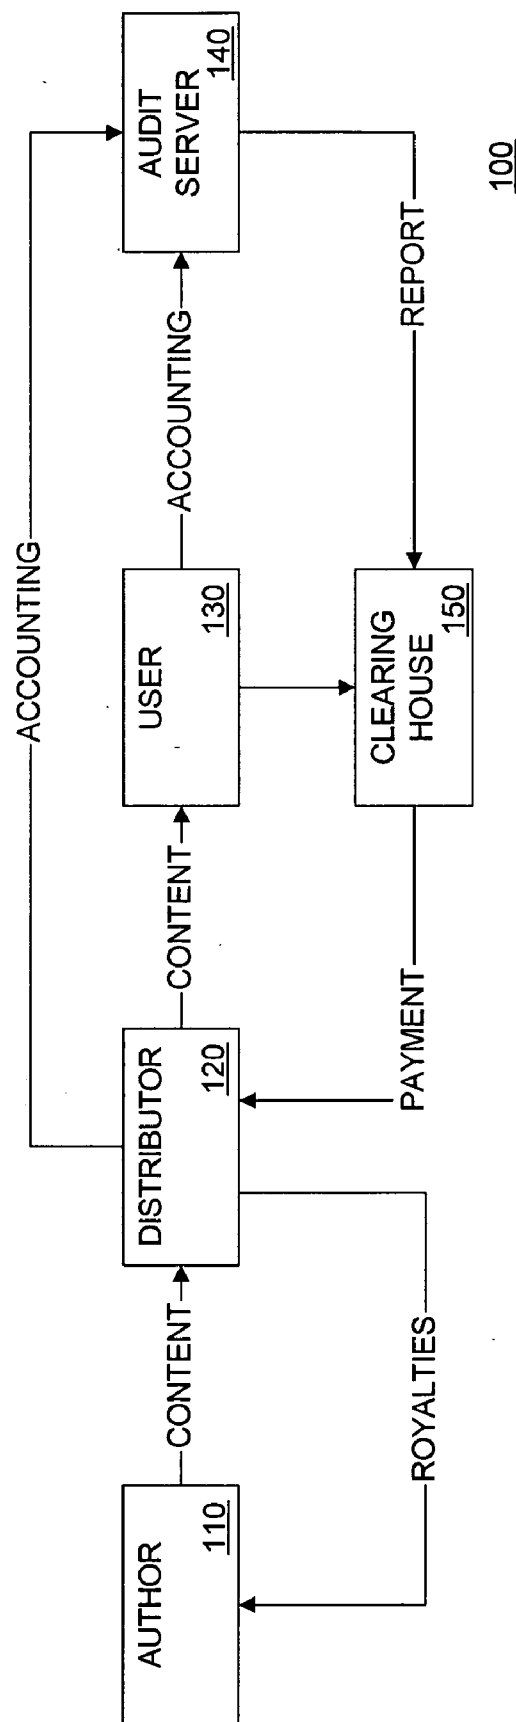 ACCOUNTING
AUTHOR
110
CONTENT
DISTRIBUTOR
120
CONTENT
USER
130
ACCOUNTING
AUDIT
SERVER
140
ROYALTIES
PAYMENT
CLEARING
HOUSE
150
REPORT
100